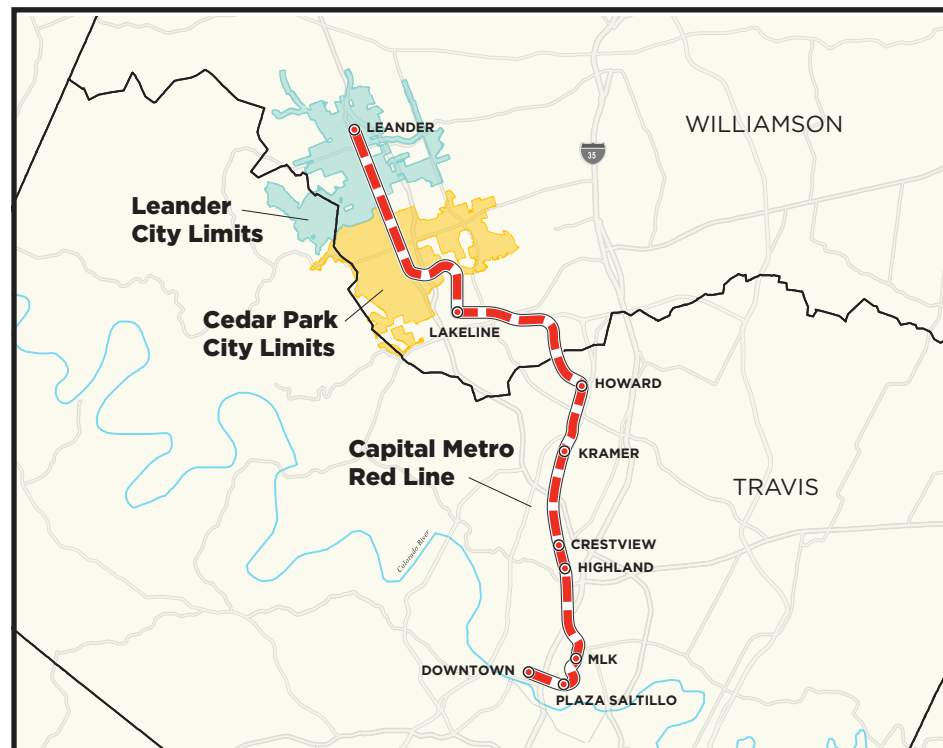 LEANDER
WILLIAMSON
35
Leander
City Limits
Cedar Park
City Limits
LAKELINE
HOWARD
Capital Metro
Red Line
KRAMER
TRAVIS
Colorado River
CRESTVIEW
HIGHLAND
MLK
DOWNTOWN
PLAZA SALTILLO